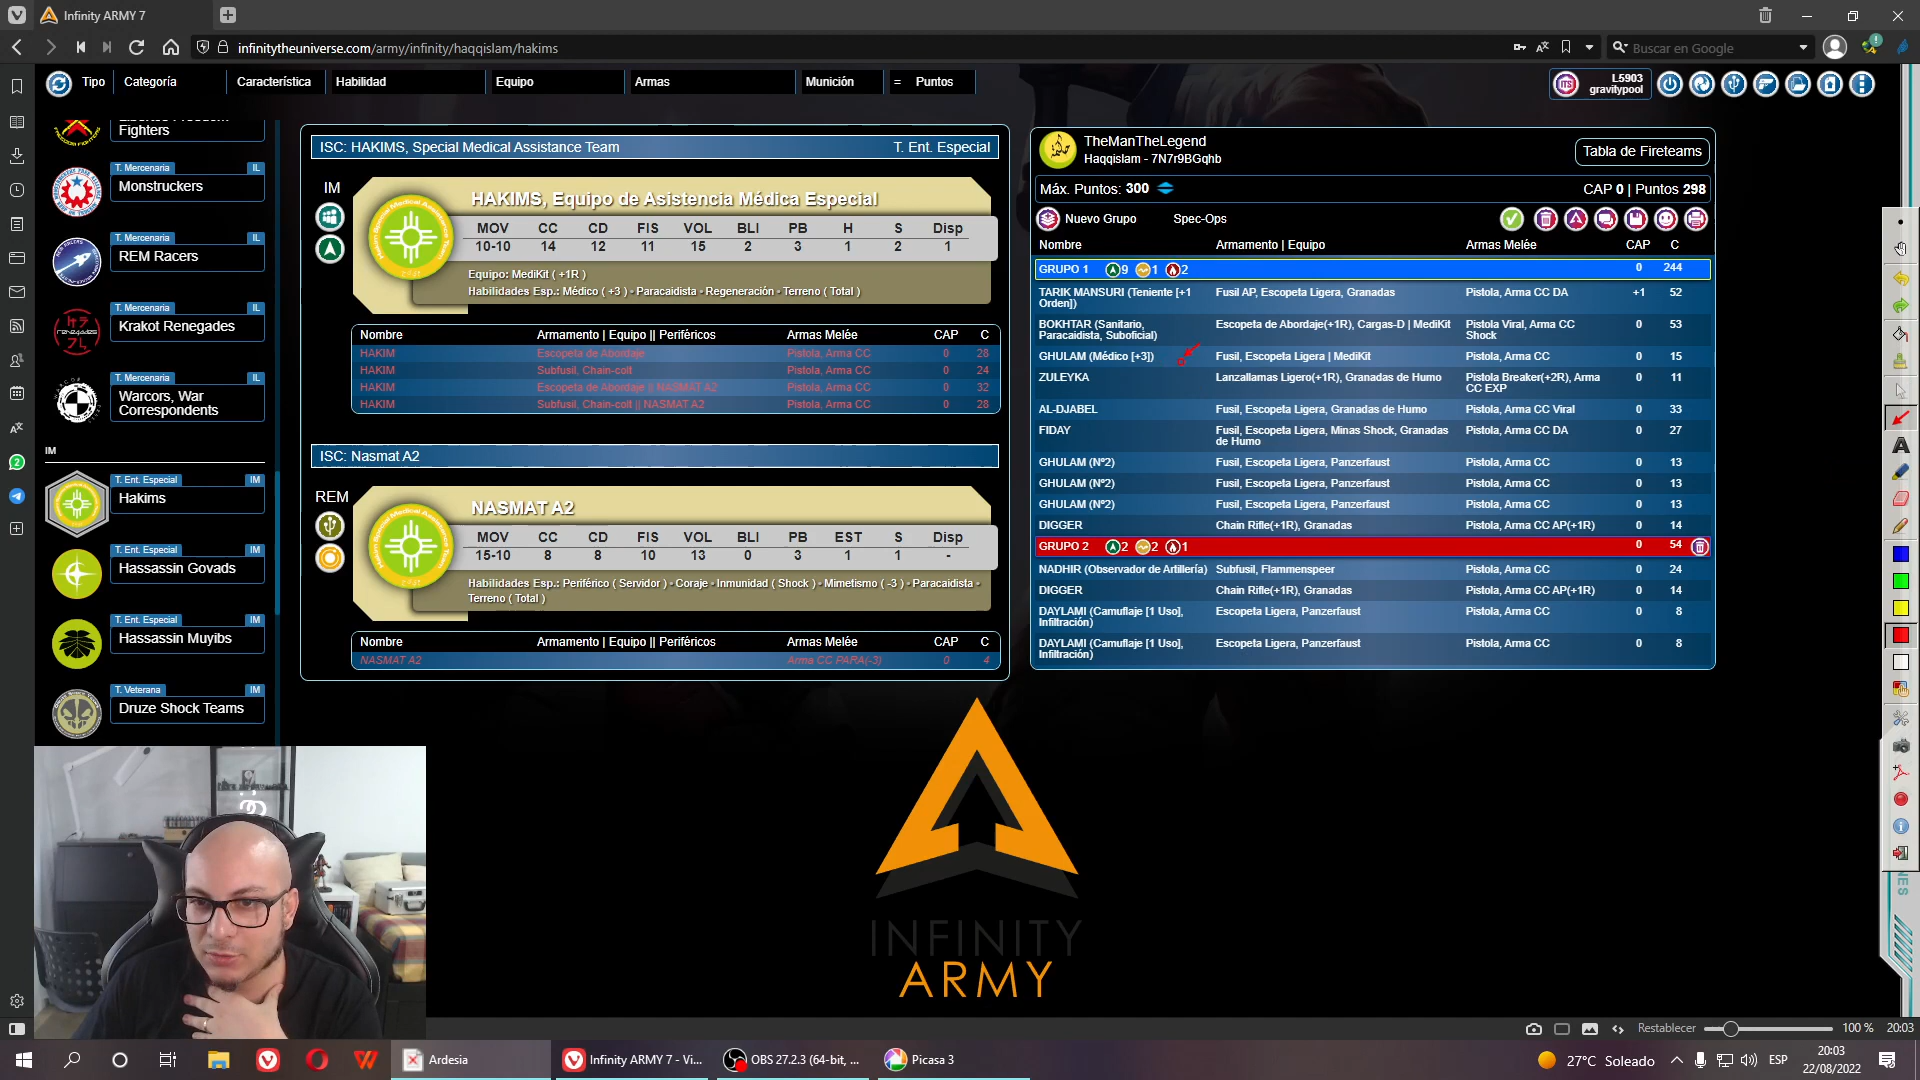 Infinity ARMY 7
infinitytheuniverse.com/army/infinity/haqqislam/hakims
Buscar en Google
Tipo
Categoría
Característica
Habilidad
Equipo
Armas
Munición
=
Puntos
L5903
gravitypool
Fighters
T. Mercenaria IL
Monstruckers
T. Mercenaria IL
REM Racers
T. Mercenaria IL
Krakot Renegades
T. Mercenaria IL
Warcors, War
Correspondents
IM
T. Ent. Especial IM
Hakims
T. Ent. Especial IM
Hassassin Govads
T. Ent. Especial IM
Hassassin Muyibs
T. Veterana IM
Druze Shock Teams
ISC: HAKIMS, Special Medical Assistance Team T. Ent. Especial
IM
HAKIMS, Equipo de Asistencia Médica Especial
MOV CC CD FIS VOL BLI PB H S Disp
10-10 14 12 11 15 2 3 1 2 1
Equipo: MediKit ( +1R )
Habilidades Esp.: Médico ( +3 ) - Paracaidista - Regeneración - Terreno ( Total )
Nombre Armamento | Equipo || Periféricos Armas Melée CAP C
HAKIM Escopeta de Abordaje Pistola, Arma CC 0 28
HAKIM Subfusil, Chain-colt Pistola, Arma CC 0 24
HAKIM Escopeta de Abordaje || NASMAT A2 Pistola, Arma CC 0 32
HAKIM Subfusil, Chain-colt || NASMAT A2 Pistola, Arma CC 0 28
ISC: Nasmat A2
REM
NASMAT A2
MOV CC CD FIS VOL BLI PB EST S Disp
15-10 8 8 10 13 0 3 1 1 -
Habilidades Esp.: Periférico ( Servidor ) - Coraje - Inmunidad ( Shock ) - Mimetismo ( -3 ) - Paracaidista -
Terreno ( Total )
Nombre Armamento | Equipo || Periféricos Armas Melée CAP C
NASMAT A2 Arma CC PARA(-3) 0 4
TheManTheLegend
Haqqislam - 7N7r9BGqhb
Tabla de Fireteams
Máx. Puntos: 300
CAP 0 | Puntos 298
Nuevo Grupo
Spec-Ops
Nombre Armamento | Equipo Armas Melée CAP C
GRUPO 1 9 1 2 0 244
TARIK MANSURI (Teniente [+1 Fusil AP, Escopeta Ligera, Granadas Pistola, Arma CC DA +1 52
Orden])
BOKHTAR (Sanitario, Escopeta de Abordaje(+1R), Cargas-D | MediKit Pistola Viral, Arma CC 0 53
Paracaidista, Suboficial) Shock
GHULAM (Médico [+3]) Fusil, Escopeta Ligera | MediKit Pistola, Arma CC 0 15
ZULEYKA Lanzallamas Ligero(+1R), Granadas de Humo Pistola Breaker(+2R), Arma 0 11
CC EXP
AL-DJABEL Fusil, Escopeta Ligera, Granadas de Humo Pistola, Arma CC Viral 0 33
FIDAY Fusil, Escopeta Ligera, Minas Shock, Granadas Pistola, Arma CC DA 0 27
de Humo
GHULAM (Nº2) Fusil, Escopeta Ligera, Panzerfaust Pistola, Arma CC 0 13
GHULAM (Nº2) Fusil, Escopeta Ligera, Panzerfaust Pistola, Arma CC 0 13
GHULAM (Nº2) Fusil, Escopeta Ligera, Panzerfaust Pistola, Arma CC 0 13
DIGGER Chain Rifle(+1R), Granadas Pistola, Arma CC AP(+1R) 0 14
GRUPO 2 2 2 1 0 54
NADHIR (Observador de Artillería) Subfusil, Flammenspeer Pistola, Arma CC 0 24
DIGGER Chain Rifle(+1R), Granadas Pistola, Arma CC AP(+1R) 0 14
DAYLAMI (Camuflaje [1 Uso], Escopeta Ligera, Panzerfaust Pistola, Arma CC 0 8
Infiltración)
DAYLAMI (Camuflaje [1 Uso], Escopeta Ligera, Panzerfaust Pistola, Arma CC 0 8
Infiltración)
INFINITY
ARMY
NES
Restablecer 100 % 20:03
Ardesia
Infinity ARMY 7 - Vi...
OBS 27.2.3 (64-bit, ...
Picasa 3
27°C Soleado
ESP
20:03
22/08/2022